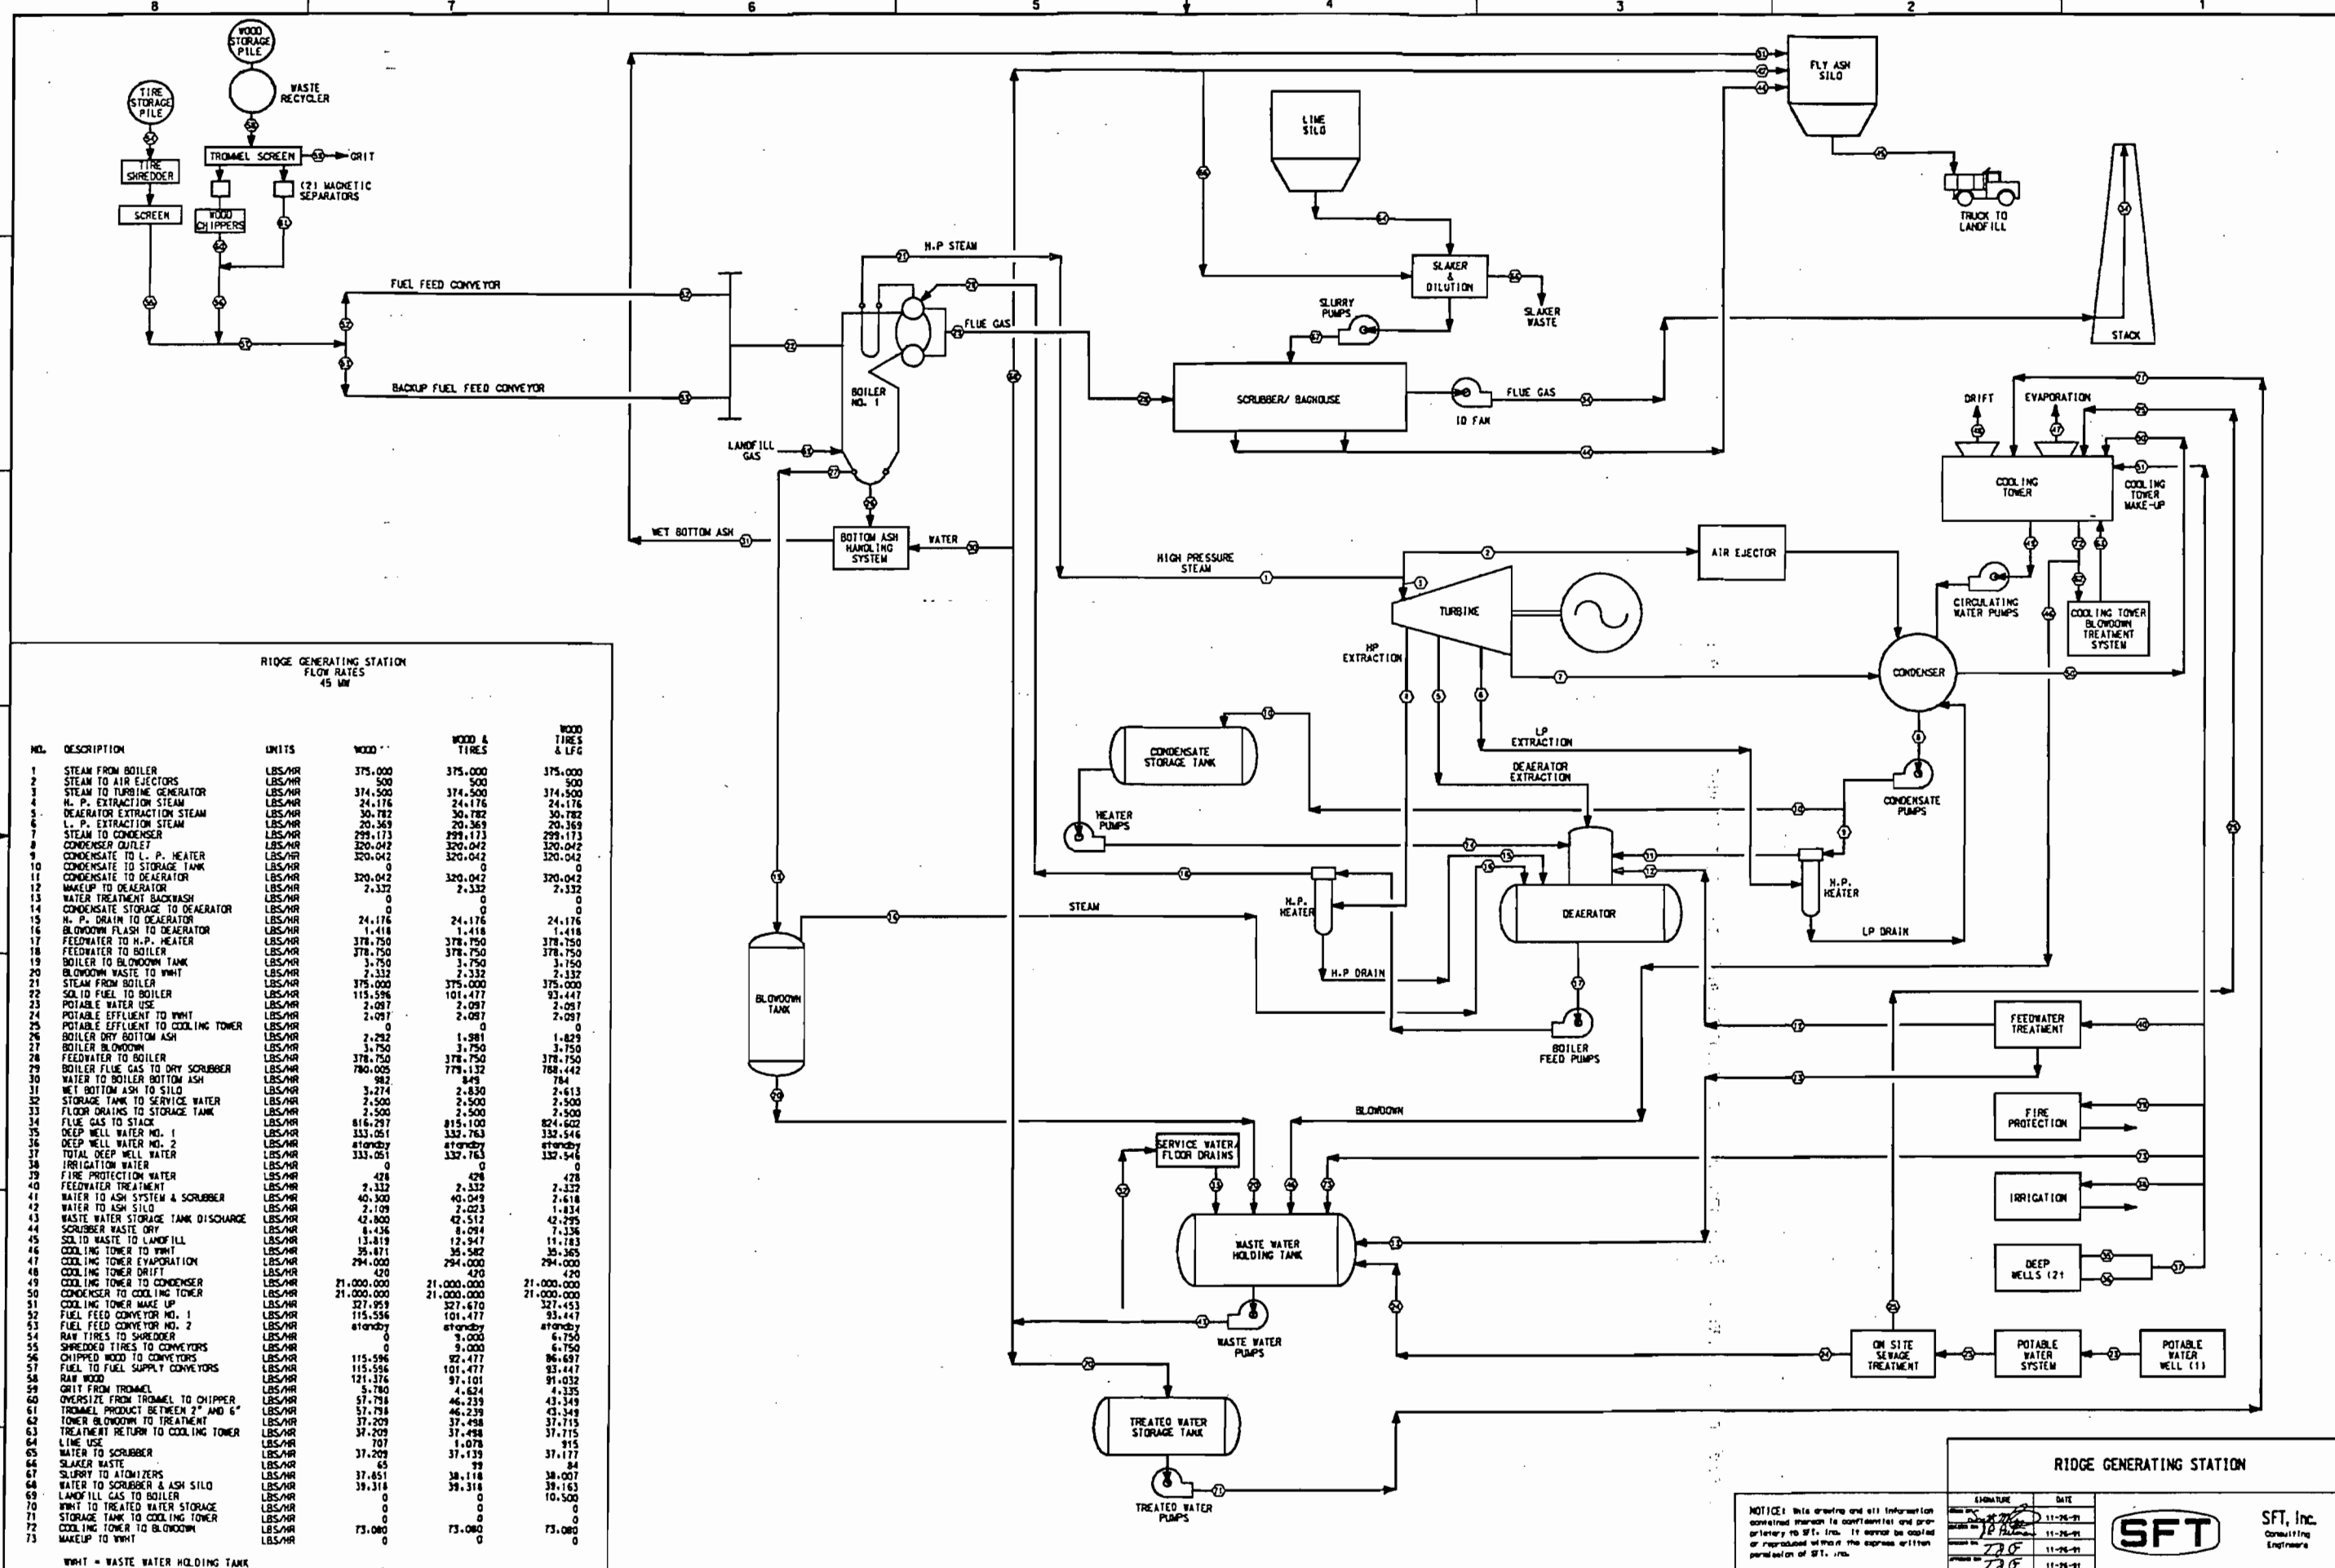 8 7 6 5 4 3 2 1
WOOD
STORAGE
PILE
TIRE
STORAGE
PILE
WASTE
RECYCLER
TROMMEL SCREEN
GRIT
TIRE
SHREDDER
(2) MAGNETIC
SEPARATORS
SCREEN
WOOD
CHIPPERS
FUEL FEED CONVEYOR
BACKUP FUEL FEED CONVEYOR
LANDFILL
GAS
BOILER
NO. 1
H.P STEAM
FLUE GAS
WET BOTTOM ASH
BOTTOM ASH
HANDLING
SYSTEM
WATER
LIME
SILO
SLAKER
&
DILUTION
SLAKER
WASTE
SLURRY
PUMPS
SCRUBBER/ BAGHOUSE
ID FAN
FLUE GAS
FLY ASH
SILO
TRUCK TO
LANDFILL
STACK
DRIFT
EVAPORATION
COOLING
TOWER
COOLING
TOWER
MAKE-UP
CIRCULATING
WATER PUMPS
COOLING TOWER
BLOWDOWN
TREATMENT
SYSTEM
HIGH PRESSURE
STEAM
AIR EJECTOR
TURBINE
HP
EXTRACTION
CONDENSER
LP
EXTRACTION
DEAERATOR
EXTRACTION
CONDENSATE
STORAGE TANK
HEATER
PUMPS
CONDENSATE
PUMPS
H.P.
HEATER
H.P.
HEATER
DEAERATOR
LP DRAIN
H.P DRAIN
STEAM
BLOWDOWN
TANK
BOILER
FEED PUMPS
FEEDWATER
TREATMENT
FIRE
PROTECTION
IRRIGATION
DEEP
WELLS (2)
BLOWDOWN
SERVICE WATER/
FLOOR DRAINS
WASTE WATER
HOLDING TANK
WASTE WATER
PUMPS
ON SITE
SEWAGE
TREATMENT
POTABLE
WATER
SYSTEM
POTABLE
WATER
WELL (1)
TREATED WATER
STORAGE TANK
TREATED WATER
PUMPS
RIDGE GENERATING STATION
FLOW RATES
45 MW
NO. DESCRIPTION UNITS WOOD WOOD & TIRES WOOD TIRES & LFG
1 STEAM FROM BOILER LBS/HR 375.000 375.000 375.000
2 STEAM TO AIR EJECTORS LBS/HR 500 500 500
3 STEAM TO TURBINE GENERATOR LBS/HR 374.500 374.500 374.500
4 H. P. EXTRACTION STEAM LBS/HR 24.176 24.176 24.176
5 DEAERATOR EXTRACTION STEAM LBS/HR 30.782 30.782 30.782
6 L. P. EXTRACTION STEAM LBS/HR 20.369 20.369 20.369
7 STEAM TO CONDENSER LBS/HR 299.173 299.173 299.173
8 CONDENSER OUTLET LBS/HR 320.042 320.042 320.042
9 CONDENSATE TO L. P. HEATER LBS/HR 320.042 320.042 320.042
10 CONDENSATE TO STORAGE TANK LBS/HR 0 0 0
11 CONDENSATE TO DEAERATOR LBS/HR 320.042 320.042 320.042
12 MAKEUP TO DEAERATOR LBS/HR 2.332 2.332 2.332
13 WATER TREATMENT BACKWASH LBS/HR 0 0 0
14 CONDENSATE STORAGE TO DEAERATOR LBS/HR 0 0 0
15 H. P. DRAIN TO DEAERATOR LBS/HR 24.176 24.176 24.176
16 BLOWDOWN FLASH TO DEAERATOR LBS/HR 1.418 1.418 1.418
17 FEEDWATER TO H.P. HEATER LBS/HR 378.750 378.750 378.750
18 FEEDWATER TO BOILER LBS/HR 378.750 378.750 378.750
19 BOILER TO BLOWDOWN TANK LBS/HR 3.750 3.750 3.750
20 BLOWDOWN WASTE TO WWHT LBS/HR 2.332 2.332 2.332
21 STEAM FROM BOILER LBS/HR 375.000 375.000 375.000
22 SOLID FUEL TO BOILER LBS/HR 115.596 101.477 93.447
23 POTABLE WATER USE LBS/HR 2.097 2.097 2.097
24 POTABLE EFFLUENT TO WWHT LBS/HR 2.097 2.097 2.097
25 POTABLE EFFLUENT TO COOLING TOWER LBS/HR 0 0 0
26 BOILER DRY BOTTOM ASH LBS/HR 2.292 1.981 1.829
27 BOILER BLOWDOWN LBS/HR 3.750 3.750 3.750
28 FEEDWATER TO BOILER LBS/HR 378.750 378.750 378.750
29 BOILER FLUE GAS TO DRY SCRUBBER LBS/HR 780.005 779.132 788.442
30 WATER TO BOILER BOTTOM ASH LBS/HR 982 849 784
31 WET BOTTOM ASH TO SILO LBS/HR 3.274 2.830 2.613
32 STORAGE TANK TO SERVICE WATER LBS/HR 2.500 2.500 2.500
33 FLOOR DRAINS TO STORAGE TANK LBS/HR 2.500 2.500 2.500
34 FLUE GAS TO STACK LBS/HR 816.297 815.100 824.602
35 DEEP WELL WATER NO. 1 LBS/HR 333.051 332.763 332.546
36 DEEP WELL WATER NO. 2 LBS/HR standby standby standby
37 TOTAL DEEP WELL WATER LBS/HR 333.051 332.763 332.546
38 IRRIGATION WATER LBS/HR 0 0 0
39 FIRE PROTECTION WATER LBS/HR 428 428 428
40 FEEDWATER TREATMENT LBS/HR 2.332 2.332 2.332
41 WATER TO ASH SYSTEM & SCRUBBER LBS/HR 40.300 40.049 2.618
42 WATER TO ASH SILO LBS/HR 2.109 2.023 1.834
43 WASTE WATER STORAGE TANK DISCHARGE LBS/HR 42.800 42.512 42.295
44 SCRUBBER WASTE DRY LBS/HR 8.436 8.094 7.336
45 SOLID WASTE TO LANDFILL LBS/HR 13.819 12.947 11.783
46 COOLING TOWER TO WWHT LBS/HR 35.871 35.582 35.365
47 COOLING TOWER EVAPORATION LBS/HR 294.000 294.000 294.000
48 COOLING TOWER DRIFT LBS/HR 420 420 420
49 COOLING TOWER TO CONDENSER LBS/HR 21.000.000 21.000.000 21.000.000
50 CONDENSER TO COOLING TOWER LBS/HR 21.000.000 21.000.000 21.000.000
51 COOLING TOWER MAKE UP LBS/HR 327.959 327.670 327.453
52 FUEL FEED CONVEYOR NO. 1 LBS/HR 115.596 101.477 93.447
53 FUEL FEED CONVEYOR NO. 2 LBS/HR standby standby standby
54 RAW TIRES TO SHREDDER LBS/HR 0 9.000 6.750
55 SHREDDED TIRES TO CONVEYORS LBS/HR 0 9.000 6.750
56 CHIPPED WOOD TO CONVEYORS LBS/HR 115.596 92.477 86.697
57 FUEL TO FUEL SUPPLY CONVEYORS LBS/HR 115.596 101.477 93.447
58 RAW WOOD LBS/HR 121.376 97.101 91.032
59 GRIT FROM TROMMEL LBS/HR 5.780 4.624 4.335
60 OVERSIZE FROM TROMMEL TO CHIPPER LBS/HR 57.798 46.239 43.349
61 TROMMEL PRODUCT BETWEEN 2" AND 6" LBS/HR 57.798 46.239 43.349
62 TOWER BLOWDOWN TO TREATMENT LBS/HR 37.209 37.498 37.715
63 TREATMENT RETURN TO COOLING TOWER LBS/HR 37.209 37.498 37.715
64 LIME USE LBS/HR 707 1.078 915
65 WATER TO SCRUBBER LBS/HR 37.209 37.139 37.177
66 SLAKER WASTE LBS/HR 65 99 84
67 SLURRY TO ATOMIZERS LBS/HR 37.851 38.118 38.007
68 WATER TO SCRUBBER & ASH SILO LBS/HR 39.318 39.318 39.163
69 LANDFILL GAS TO BOILER LBS/HR 0 0 10.500
70 WWHT TO TREATED WATER STORAGE LBS/HR 0 0 0
71 STORAGE TANK TO COOLING TOWER LBS/HR 0 0 0
72 COOLING TOWER TO BLOWDOWN LBS/HR 73.080 73.080 73.080
73 MAKEUP TO WWHT LBS/HR 0 0 0
WWHT = WASTE WATER HOLDING TANK
NOTICE: this drawing and all information
contained thereon is confidential and pro-
prietary to SFT, Inc. It cannot be copied
or reproduced without the express written
permission of SFT, Inc.
RIDGE GENERATING STATION
SIGNATURE DATE
11-26-91
11-26-91
11-26-91
11-26-91
SFT
SFT, Inc.
Consulting
Engineers